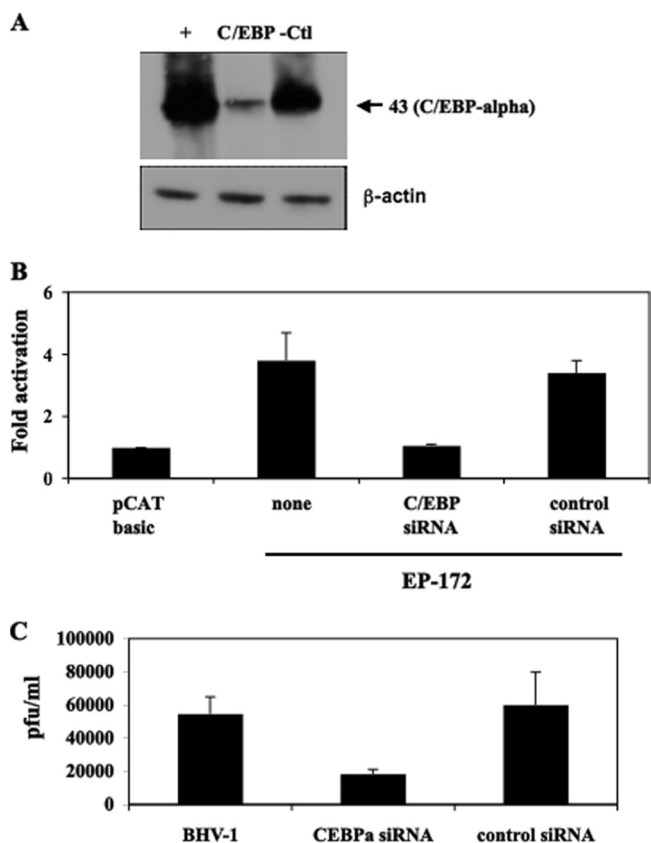 A
+ C/EBP -Ctl
43 (C/EBP-alpha)
β-actin
B
6
4
2
0
Fold activation
pCAT basic
none
C/EBP siRNA
control siRNA
EP-172
C
100000
80000
60000
40000
20000
0
pfu/ml
BHV-1
CEBPa siRNA
control siRNA